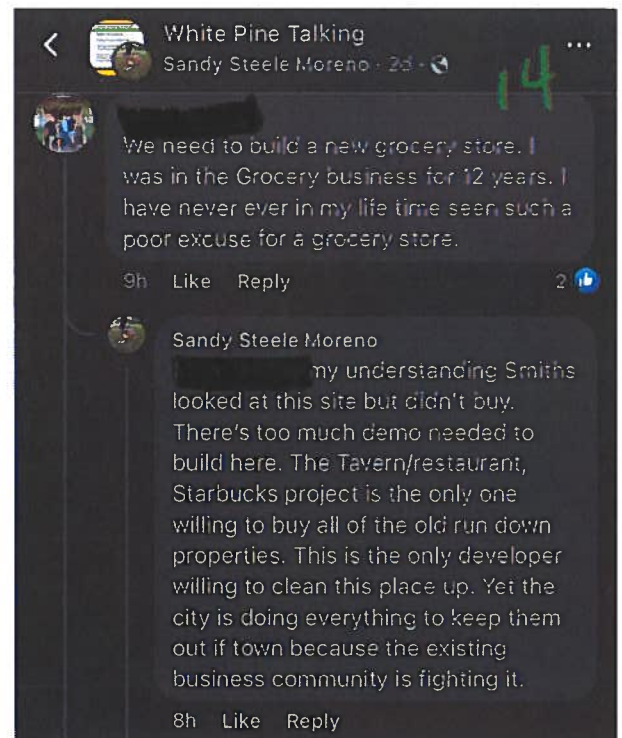 White Pine Talking
Sandy Steele Moreno · 2d ·
14
We need to build a new grocery store. I
was in the Grocery business for 12 years. I
have never ever in my life time seen such a
poor excuse for a grocery store.
9h Like Reply 2
Sandy Steele Moreno
my understanding Smiths
looked at this site but didn't buy.
There's too much demo needed to
build here. The Tavern/restaurant,
Starbucks project is the only one
willing to buy all of the old run down
properties. This is the only developer
willing to clean this place up. Yet the
city is doing everything to keep them
out if town because the existing
business community is fighting it.
8h Like Reply